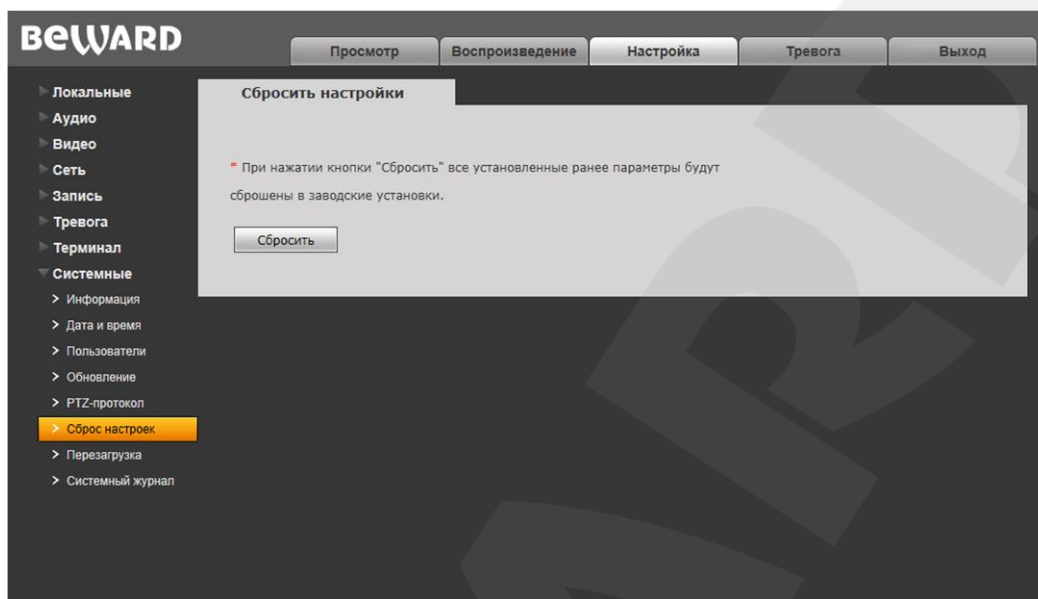 BEWARD
Просмотр
Воспроизведение
Настройка
Тревога
Выход
Локальные
Аудио
Видео
Сеть
Запись
Тревога
Терминал
Системные
Информация
Дата и время
Пользователи
Обновление
PTZ-протокол
Сброс настроек
Перезагрузка
Системный журнал
Сбросить настройки
* При нажатии кнопки "Сбросить" все установленные ранее параметры будут
сброшены в заводские установки.
Сбросить